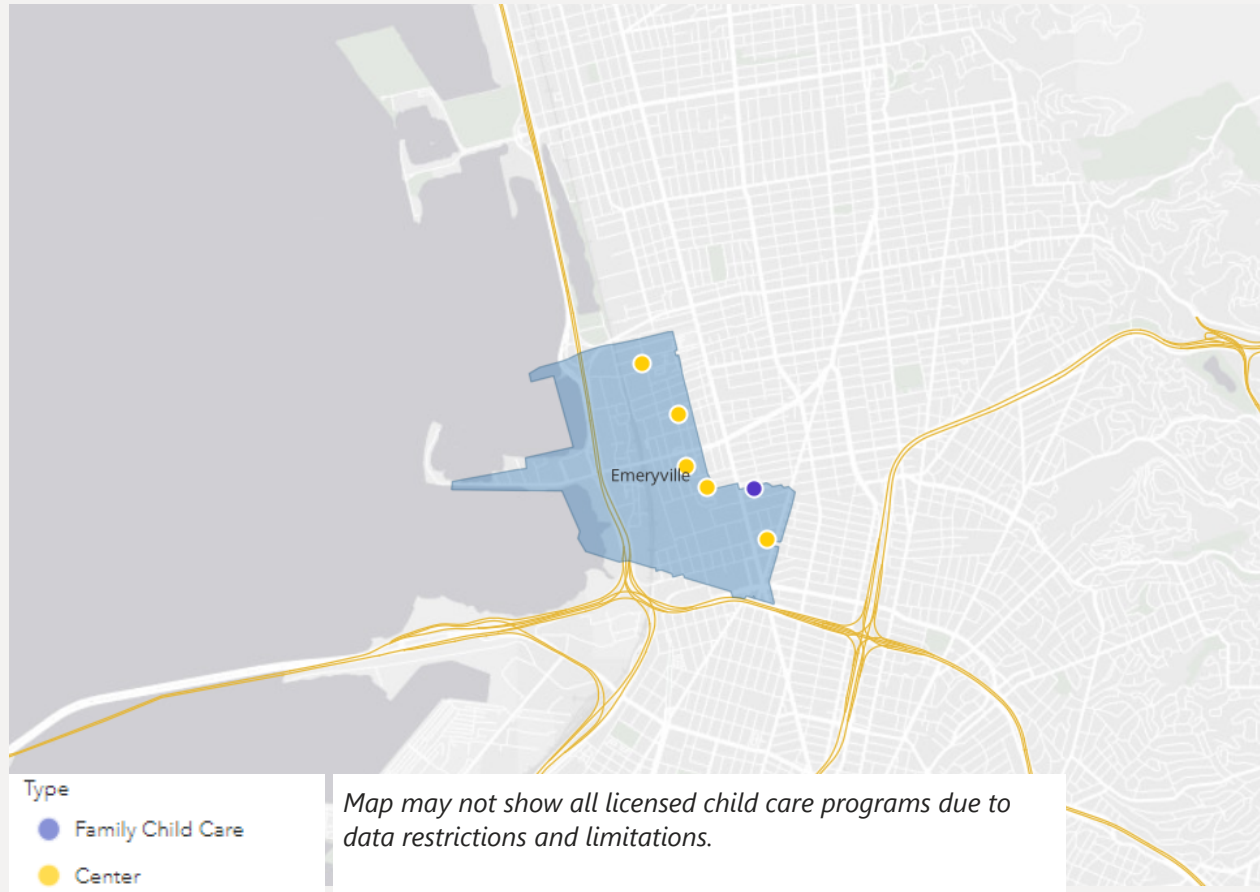 Emeryville
Type
Family Child Care
Center
Map may not show all licensed child care programs due to
data restrictions and limitations.